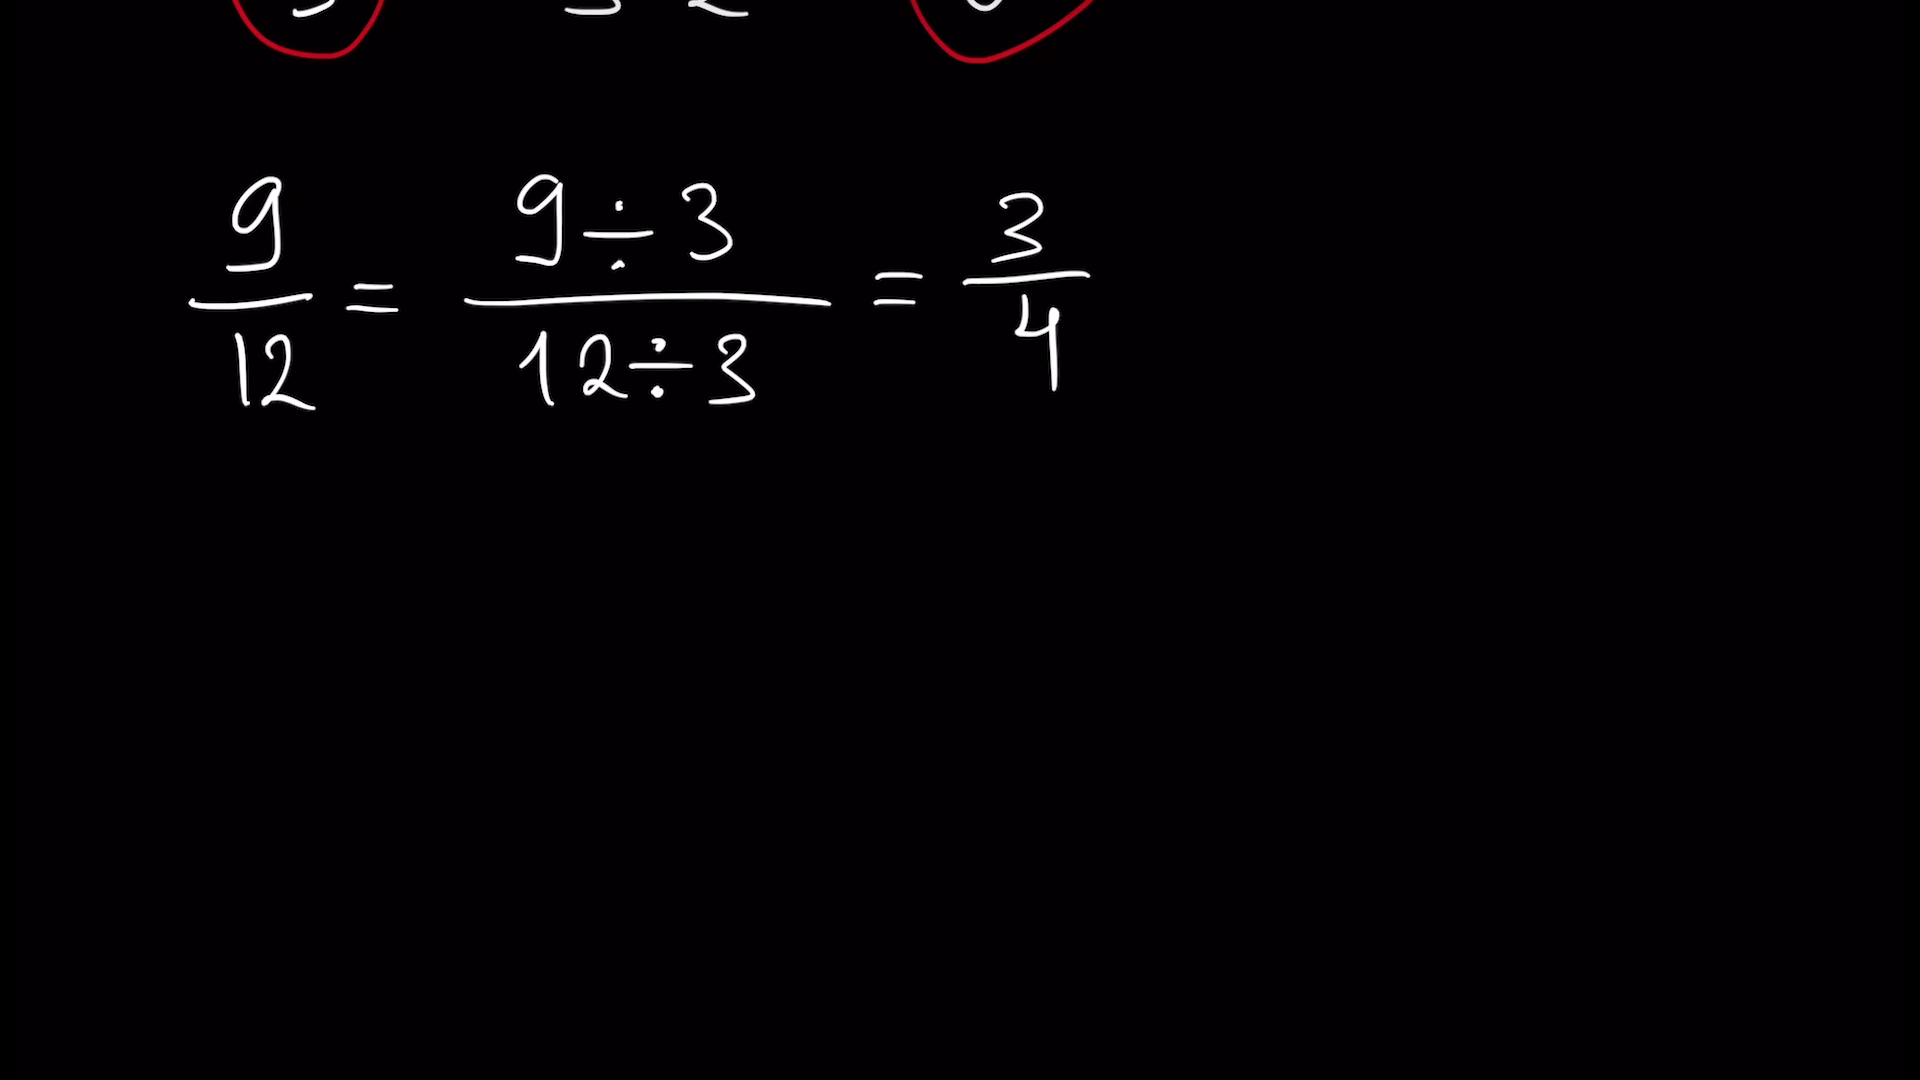 9/12 = 9÷3/12÷3 = 3/4